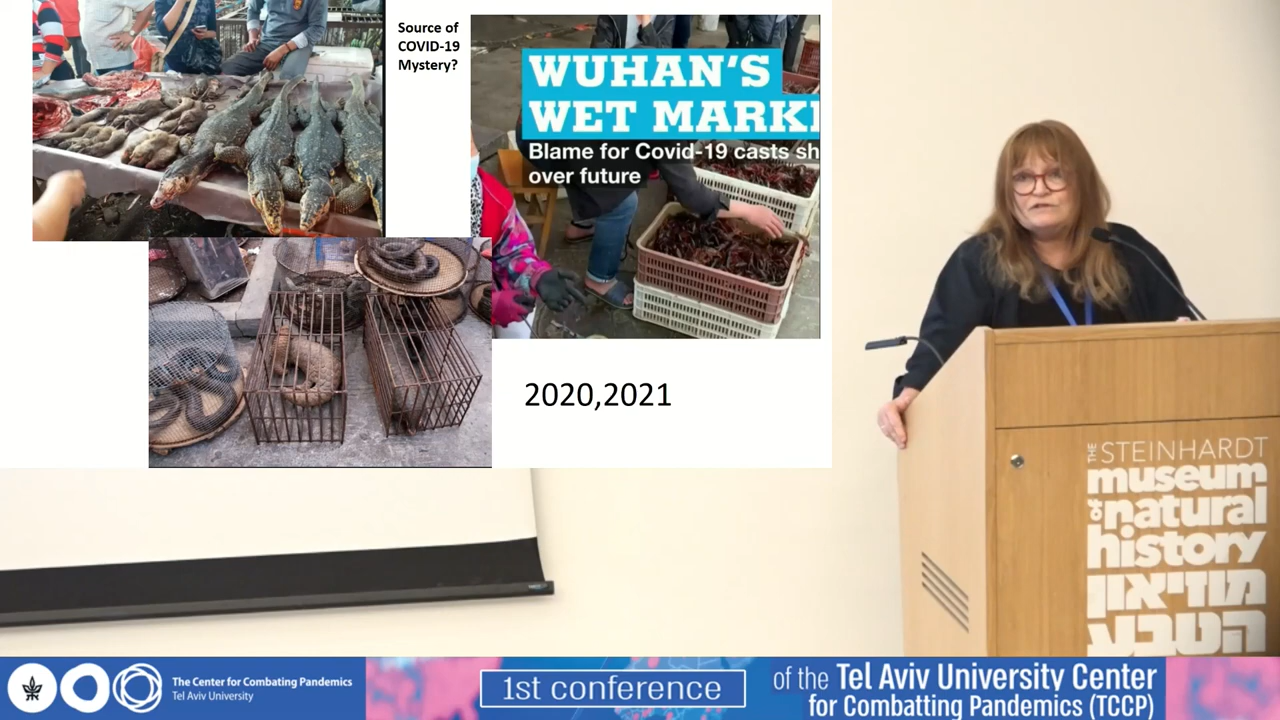 Source of
COVID-19
Mystery?
WUHAN'S
WET MARK
Blame for Covid-19 casts sh
over future
2020,2021
THE STEINHARDT
museum
of natural
history
מוזיאון
הטבע
The Center for Combating Pandemics
Tel Aviv University
1st conference
of the Tel Aviv University Center
for Combatting Pandemics (TCCP)